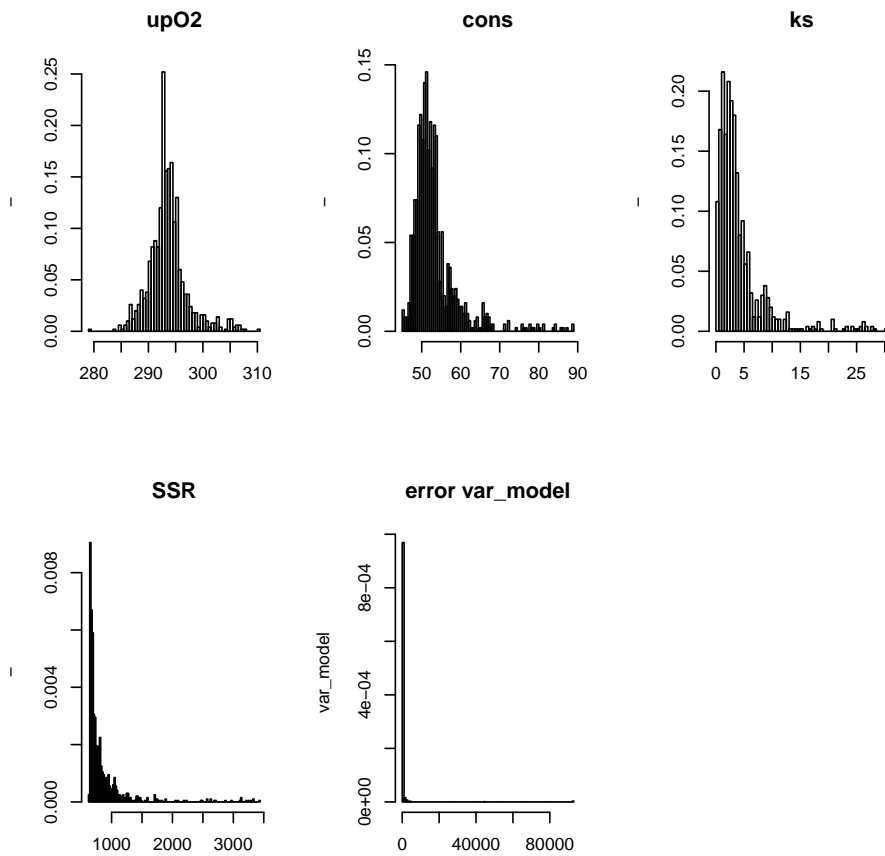 upO2
0.00 0.05 0.10 0.15 0.20 0.25
280 290 300 310
cons
0.00 0.05 0.10 0.15
50 60 70 80 90
ks
0.00 0.05 0.10 0.15 0.20
0 5 15 25
SSR
0.000 0.004 0.008
1000 2000 3000
error var_model
var_model
0e+00 4e-04 8e-04
0 40000 80000